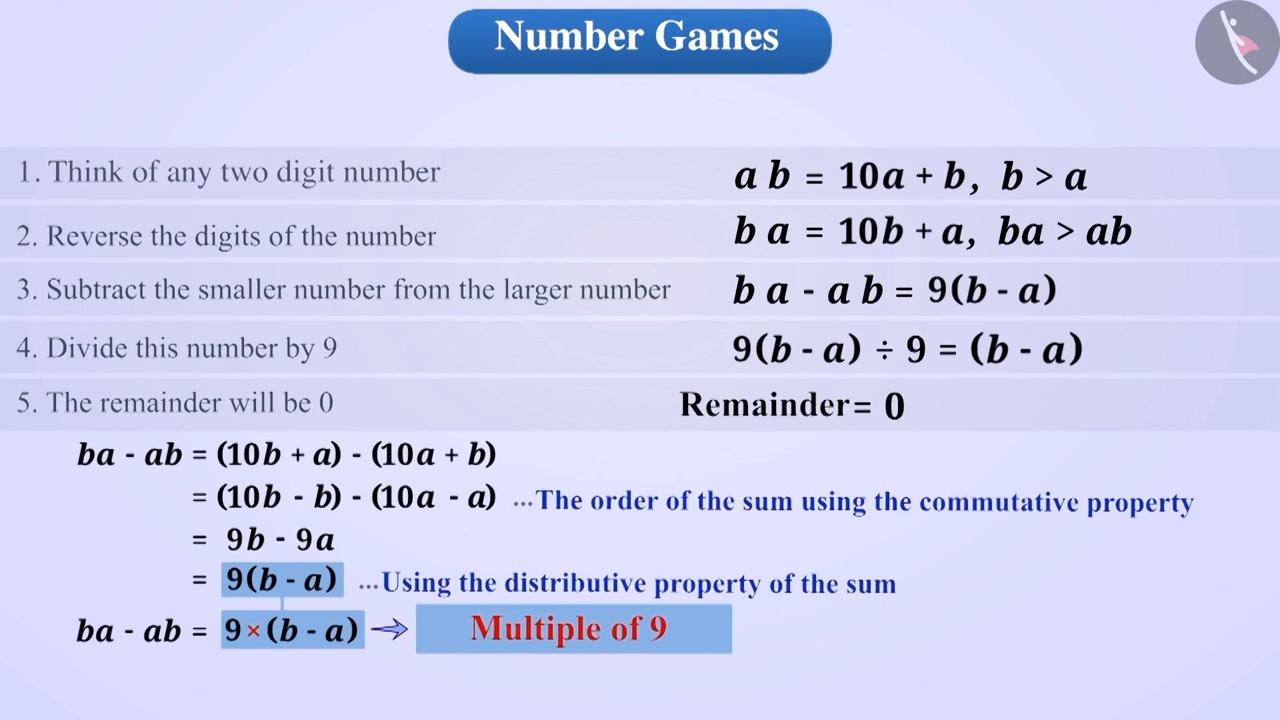 Number Games
1. Think of any two digit number a b = 10a + b, b > a
2. Reverse the digits of the number b a = 10b + a, ba > ab
3. Subtract the smaller number from the larger number b a - a b = 9(b - a)
4. Divide this number by 9 9(b - a) ÷ 9 = (b - a)
5. The remainder will be 0 Remainder= 0
ba - ab = (10b + a) - (10a + b)
= (10b - b) - (10a - a) ...The order of the sum using the commutative property
= 9b - 9a
= 9(b - a) ...Using the distributive property of the sum
ba - ab = 9 × (b - a) → Multiple of 9